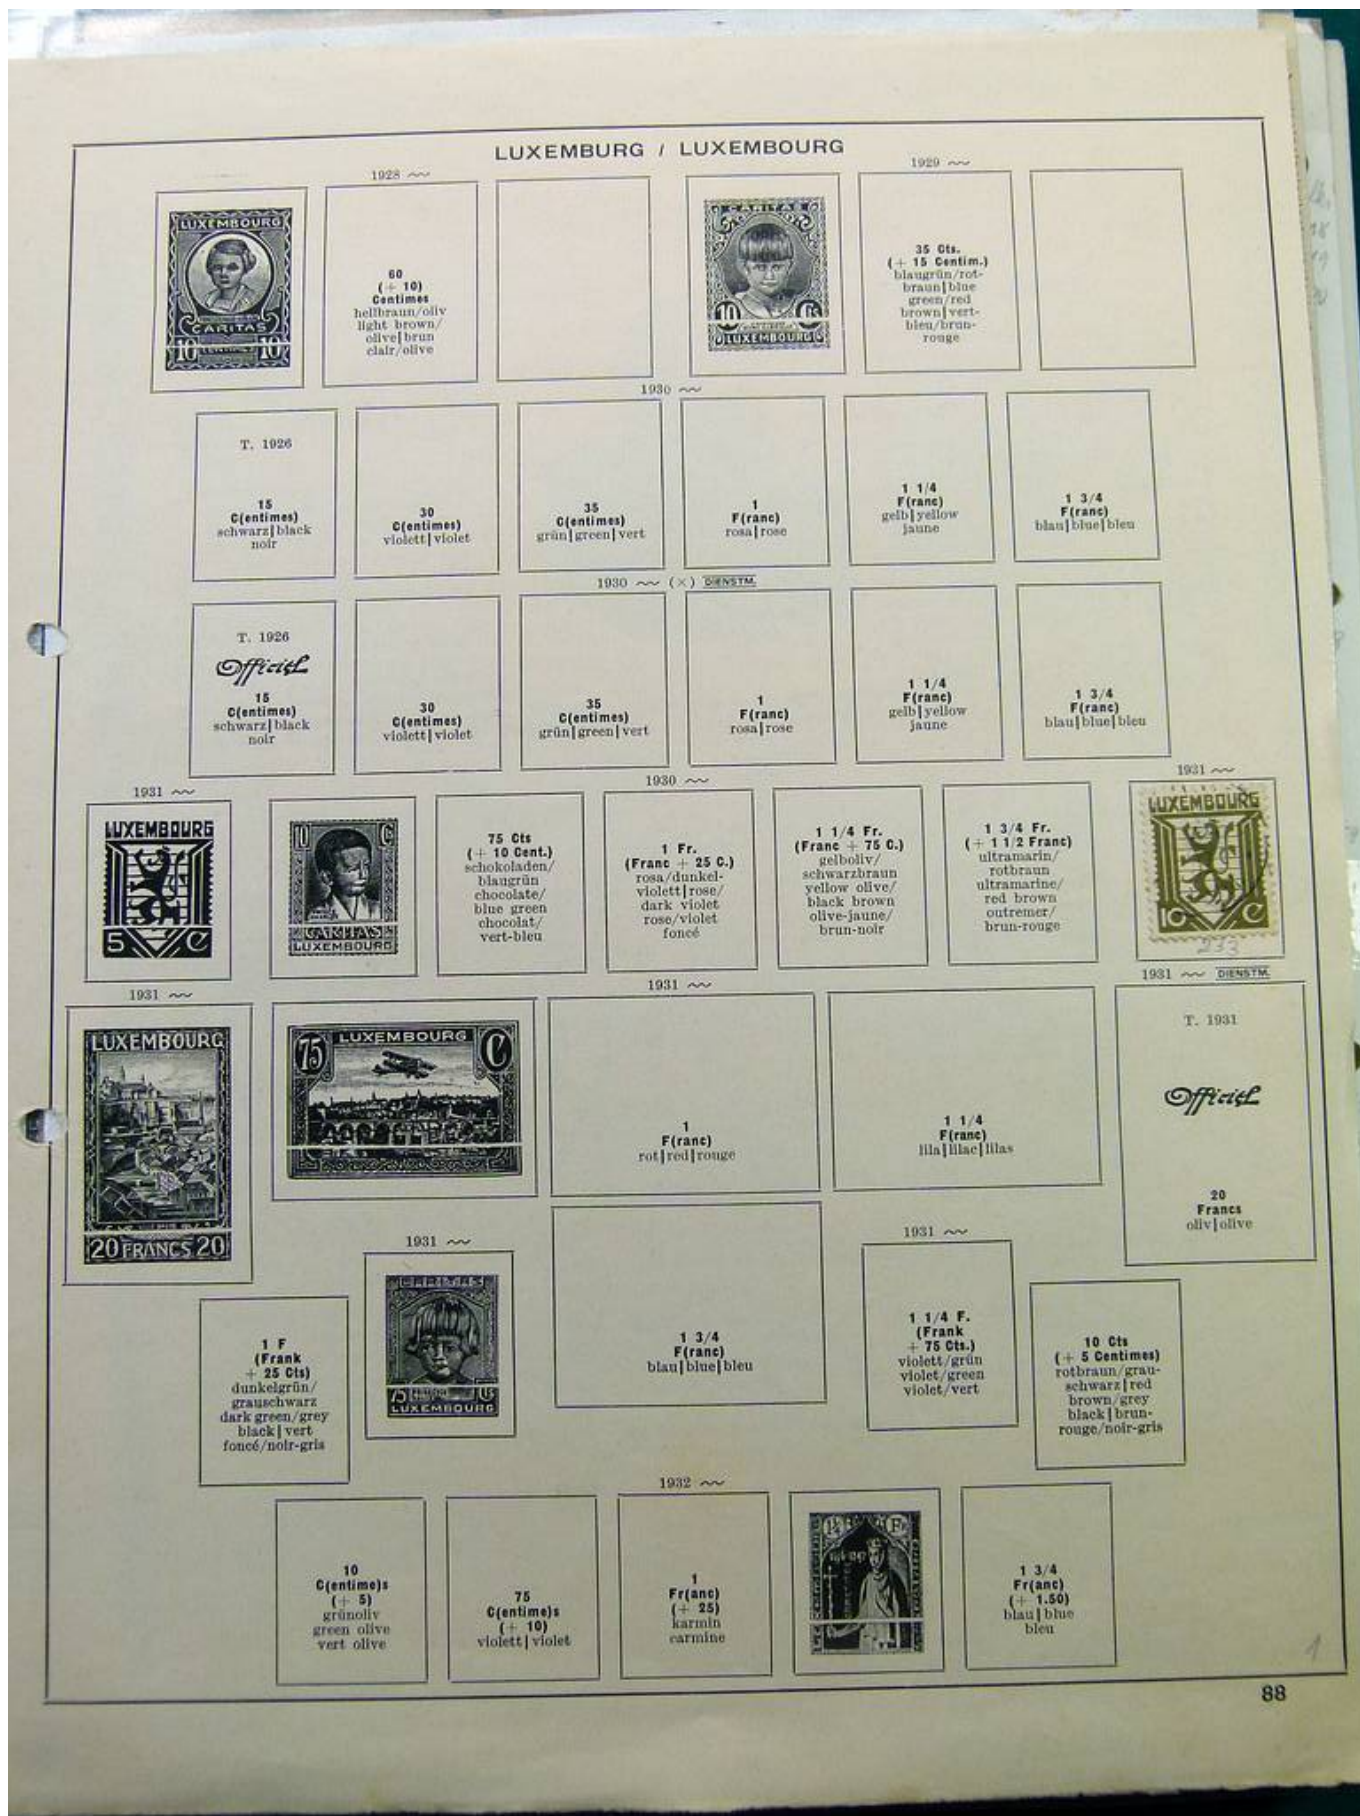 LUXEMBURG / LUXEMBOURG
1928
1929
LUXEMBOURG
CARITAS
10 10
60
(+ 10)
Centimes
hellbraun/oliv
light brown/
olive|brun
clair/olive
CARITAS
10 Cts
LUXEMBOURG
35 Cts.
(+ 15 Centim.)
blaugrün/rot-
braun|blue
green/red
brown|vert-
bleu/brun-
rouge
1930
T. 1926
15
C(entimes)
schwarz|black
noir
30
C(entimes)
violett|violet
35
C(entimes)
grün|green|vert
1
F(ranc)
rosa|rose
1 1/4
F(ranc)
gelb|yellow
jaune
1 3/4
F(ranc)
blau|blue|bleu
1930 (×) DIENSTM.
T. 1926
Officiel
15
C(entimes)
schwarz|black
noir
30
C(entimes)
violett|violet
35
C(entimes)
grün|green|vert
1
F(ranc)
rosa|rose
1 1/4
F(ranc)
gelb|yellow
jaune
1 3/4
F(ranc)
blau|blue|bleu
1931
1930
1931
LUXEMBOURG
5 C
10 C
CARITAS
LUXEMBOURG
75 Cts
(+ 10 Cent.)
schokoladen/
blaugrün
chocolate/
blue green
chocolat/
vert-bleu
1 Fr.
(Franc + 25 C.)
rosa/dunkel-
violett|rose/
dark violet
rose/violet
foncé
1 1/4 Fr.
(Franc + 75 C.)
gelboliv/
schwarzbraun
yellow olive/
black brown
olive-jaune/
brun-noir
1 3/4 Fr.
(+ 1 1/2 Franc)
ultramarin/
rotbraun
ultramarine/
red brown
outremer/
brun-rouge
LUXEMBOURG
10 C
233
1931
1931
1931 DIENSTM.
LUXEMBOURG
20 FRANCS 20
75 LUXEMBOURG C
1
F(ranc)
rot|red|rouge
1 1/4
F(ranc)
lila|lilac|lilas
T. 1931
Officiel
20
Francs
oliv|olive
1931
1931
1 F
(Frank
+ 25 Cts)
dunkelgrün/
grauschwarz
dark green/grey
black|vert
foncé/noir-gris
CARITAS
75 Cts
LUXEMBOURG
1 3/4
F(ranc)
blau|blue|bleu
1 1/4 F.
(Frank
+ 75 Cts.)
violett/grün
violet/green
violet/vert
10 Cts
(+ 5 Centimes)
rotbraun/grau-
schwarz|red
brown/grey
black|brun-
rouge/noir-gris
1932
10
C(entime)s
(+ 5)
grünoliv
green olive
vert olive
75
C(entime)s
(+ 10)
violett|violet
1
Fr(anc)
(+ 25)
karmin
carmine
1¼ Fr
1 3/4
Fr(anc)
(+ 1.50)
blau|blue
bleu
1
88